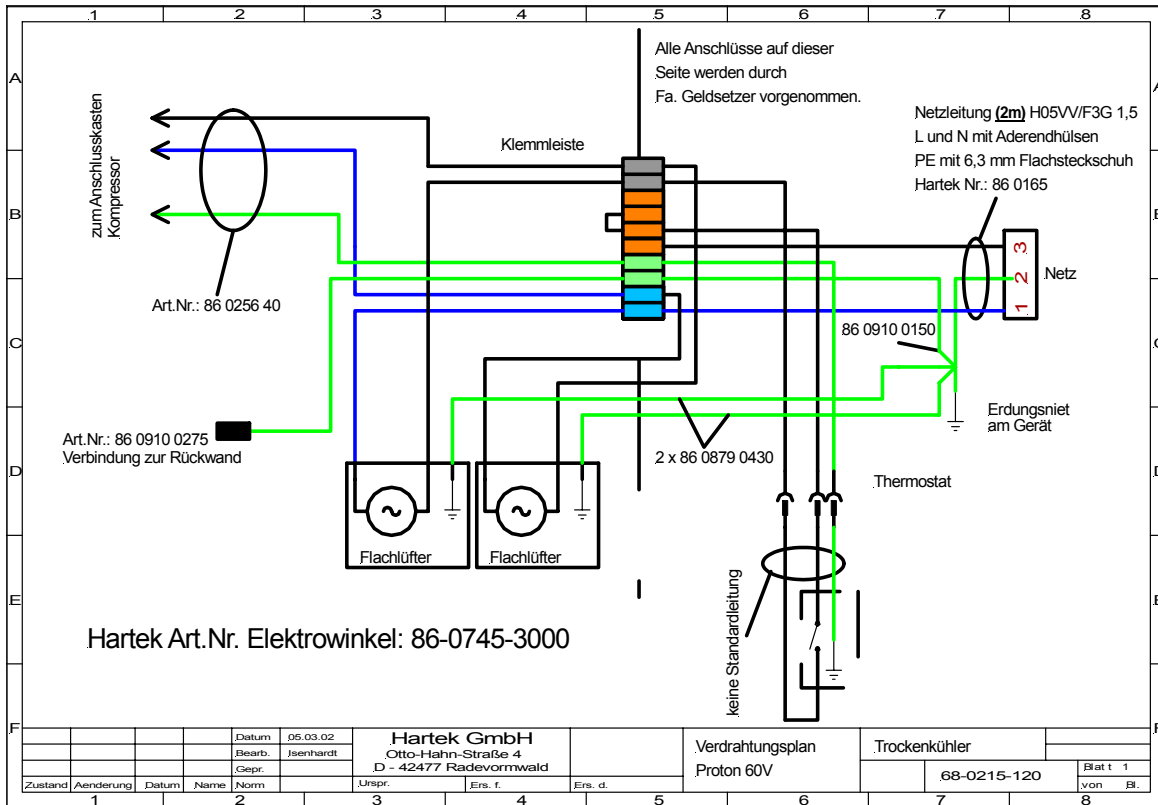 1 2 3 4 5 6 7 8
A A
B B
C C
D D
E E
F F
Alle Anschlüsse auf dieser
Seite werden durch
Fa. Geldsetzer vorgenommen.
Netzleitung (2m) H05VV/F3G 1,5
L und N mit Aderendhülsen
PE mit 6,3 mm Flachsteckschuh
Hartek Nr.: 86 0165
Klemmleiste
zum Anschlusskasten
Kompressor
Art.Nr.: 86 0256 40
3
2
1
Netz
86 0910 0150
Erdungsniet
am Gerät
Art.Nr.: 86 0910 0275
Verbindung zur Rückwand
2 x 86 0879 0430
Thermostat
Flachlüfter
Flachlüfter
keine Standardleitung
Hartek Art.Nr. Elektrowinkel: 86-0745-3000
Datum 05.03.02
Bearb. Isenhardt
Gepr.
Norm
Zustand Aenderung Datum Name
Hartek GmbH
Otto-Hahn-Straße 4
D - 42477 Radevormwald
Urspr. Ers. f. Ers. d.
Verdrahtungsplan
Proton 60V
Trockenkühler
68-0215-120
Blatt 1
von Bl.
1 2 3 4 5 6 7 8